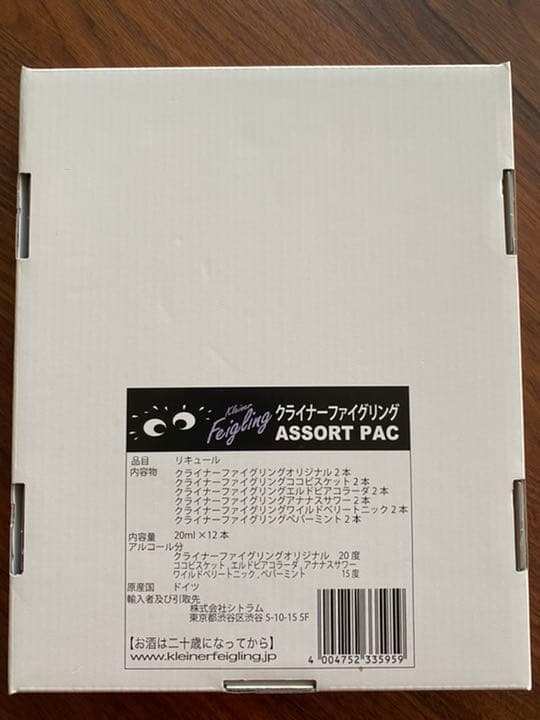 Kleiner
Feigling
クライナーファイグリング
ASSORT PAC
品目 リキュール
内容物 クライナーファイグリングオリジナル2本
クライナーファイグリングココビスケット2本
クライナーファイグリングエルドピアコラーダ2本
クライナーファイグリングアナナスサワー2本
クライナーファイグリングワイルドベリートニック2本
クライナーファイグリングペパーミント2本
内容量 20ml×12本
アルコール分
クライナーファイグリングオリジナル 20度
ココビスケット、エルドピアコラーダ、アナナスサワー
ワイルドベリートニック、ペパーミント 15度
原産国 ドイツ
輸入者及び引取先
株式会社シトラム
東京都渋谷区渋谷 5-10-15 5F
【お酒は二十歳になってから】
www.kleinerfeigling.jp
4 004752 335959